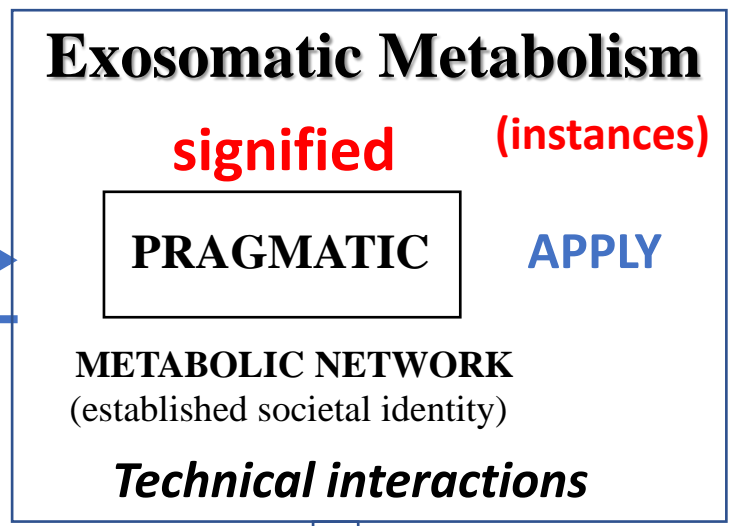 Exosomatic Metabolism
signified (instances)
PRAGMATIC APPLY
METABOLIC NETWORK
(established societal identity)
Technical interactions